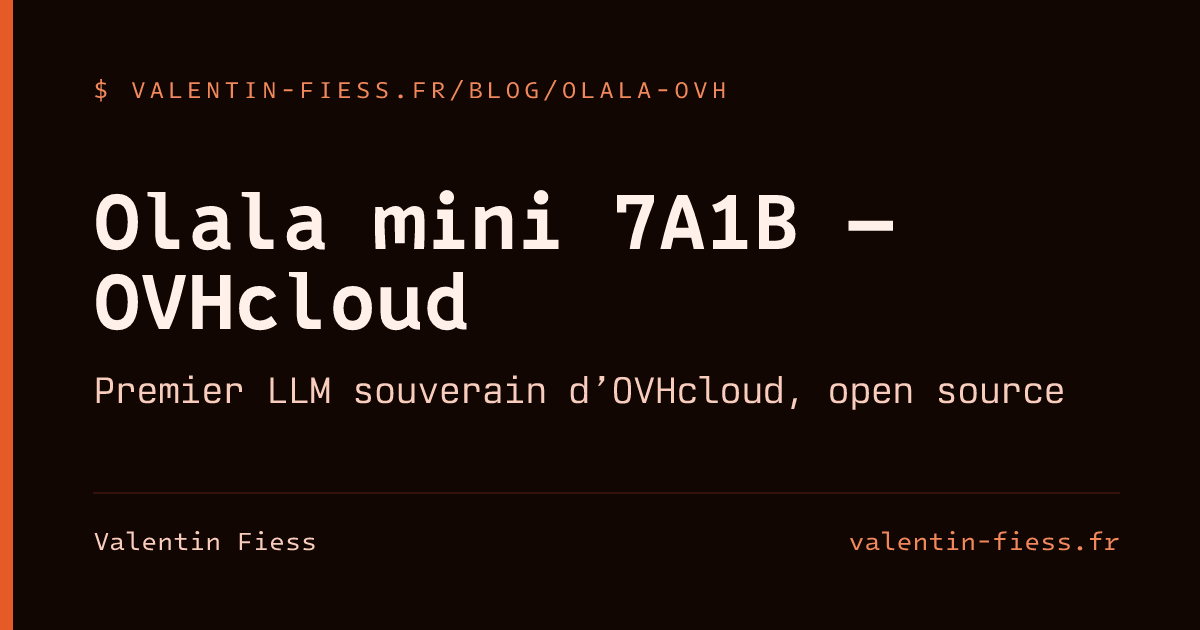 $ VALENTIN-FIESS.FR/BLOG/OLALA-OVH
Olala mini 7A1B —
OVHcloud
Premier LLM souverain d’OVHcloud, open source
Valentin Fiess
valentin-fiess.fr